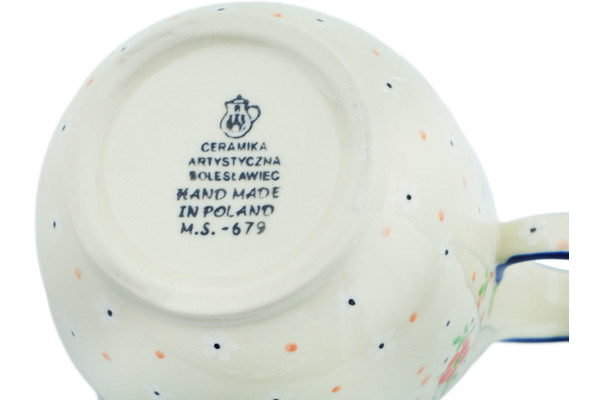 CERAMIKA
ARTYSTYCZNA
BOLESŁAWIEC
HAND MADE
IN POLAND
M.S. - 679